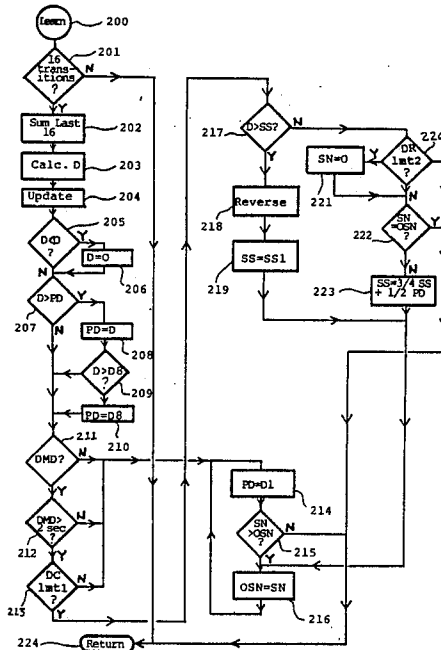 Learn
200
16
transitions
?
201
N
Y
Sum Last
16
202
Calc. D
203
Update
204
205
D<0
?
Y
N
D=0
206
D>PD
207
Y
N
PD=D
208
D>D8
?
209
PD=D8
210
211
DMD?
N
Y
DMD>
2 sec
?
212
N
Y
DC
lmt1
?
213
N
Y
224
Return
D>SS?
217
N
Y
Reverse
218
SS=SS1
219
DR
lmt2
?
220
Y
N
SN=0
221
SN
=OSN
?
222
Y
N
SS=3/4 SS
+ 1/2 PD
223
PD=D1
214
SN
>OSN
?
215
N
Y
OSN=SN
216